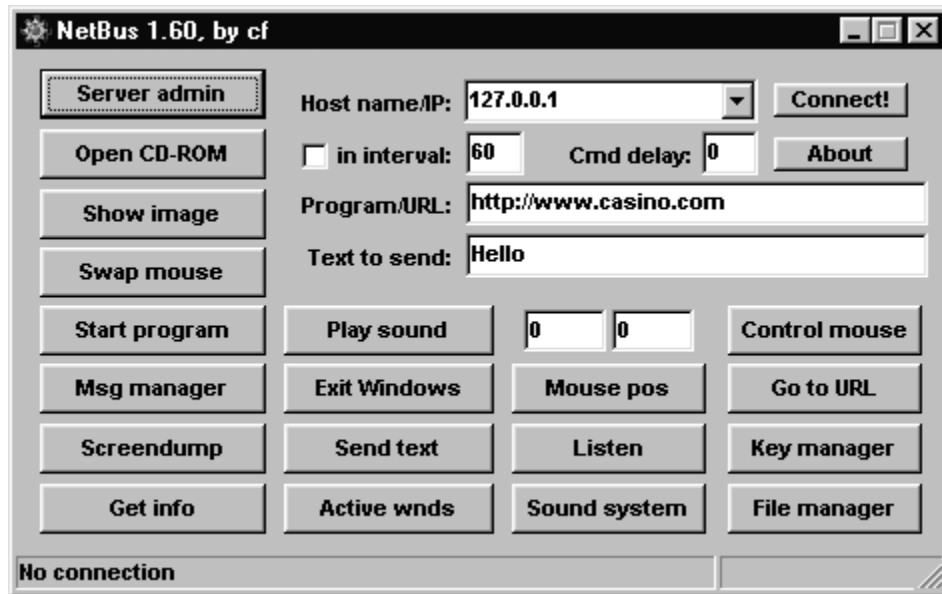 NetBus 1.60, by cf
Server admin
Host name/IP: 127.0.0.1 Connect!
Open CD-ROM
in interval: 60 Cmd delay: 0 About
Show image
Program/URL: http://www.casino.com
Swap mouse
Text to send: Hello
Start program Play sound 0 0 Control mouse
Msg manager Exit Windows Mouse pos Go to URL
Screendump Send text Listen Key manager
Get info Active wnds Sound system File manager
No connection